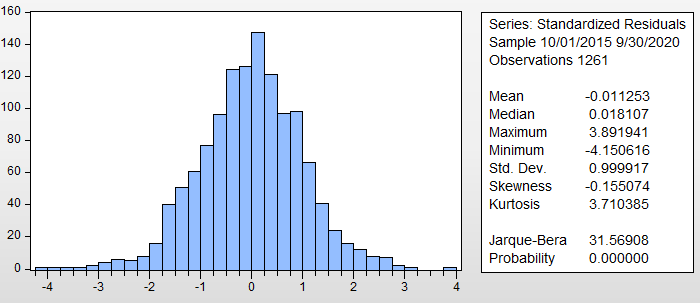 160
140
120
100
80
60
40
20
0
-4 -3 -2 -1 0 1 2 3 4
Series: Standardized Residuals
Sample 10/01/2015 9/30/2020
Observations 1261
Mean -0.011253
Median 0.018107
Maximum 3.891941
Minimum -4.150616
Std. Dev. 0.999917
Skewness -0.155074
Kurtosis 3.710385
Jarque-Bera 31.56908
Probability 0.000000